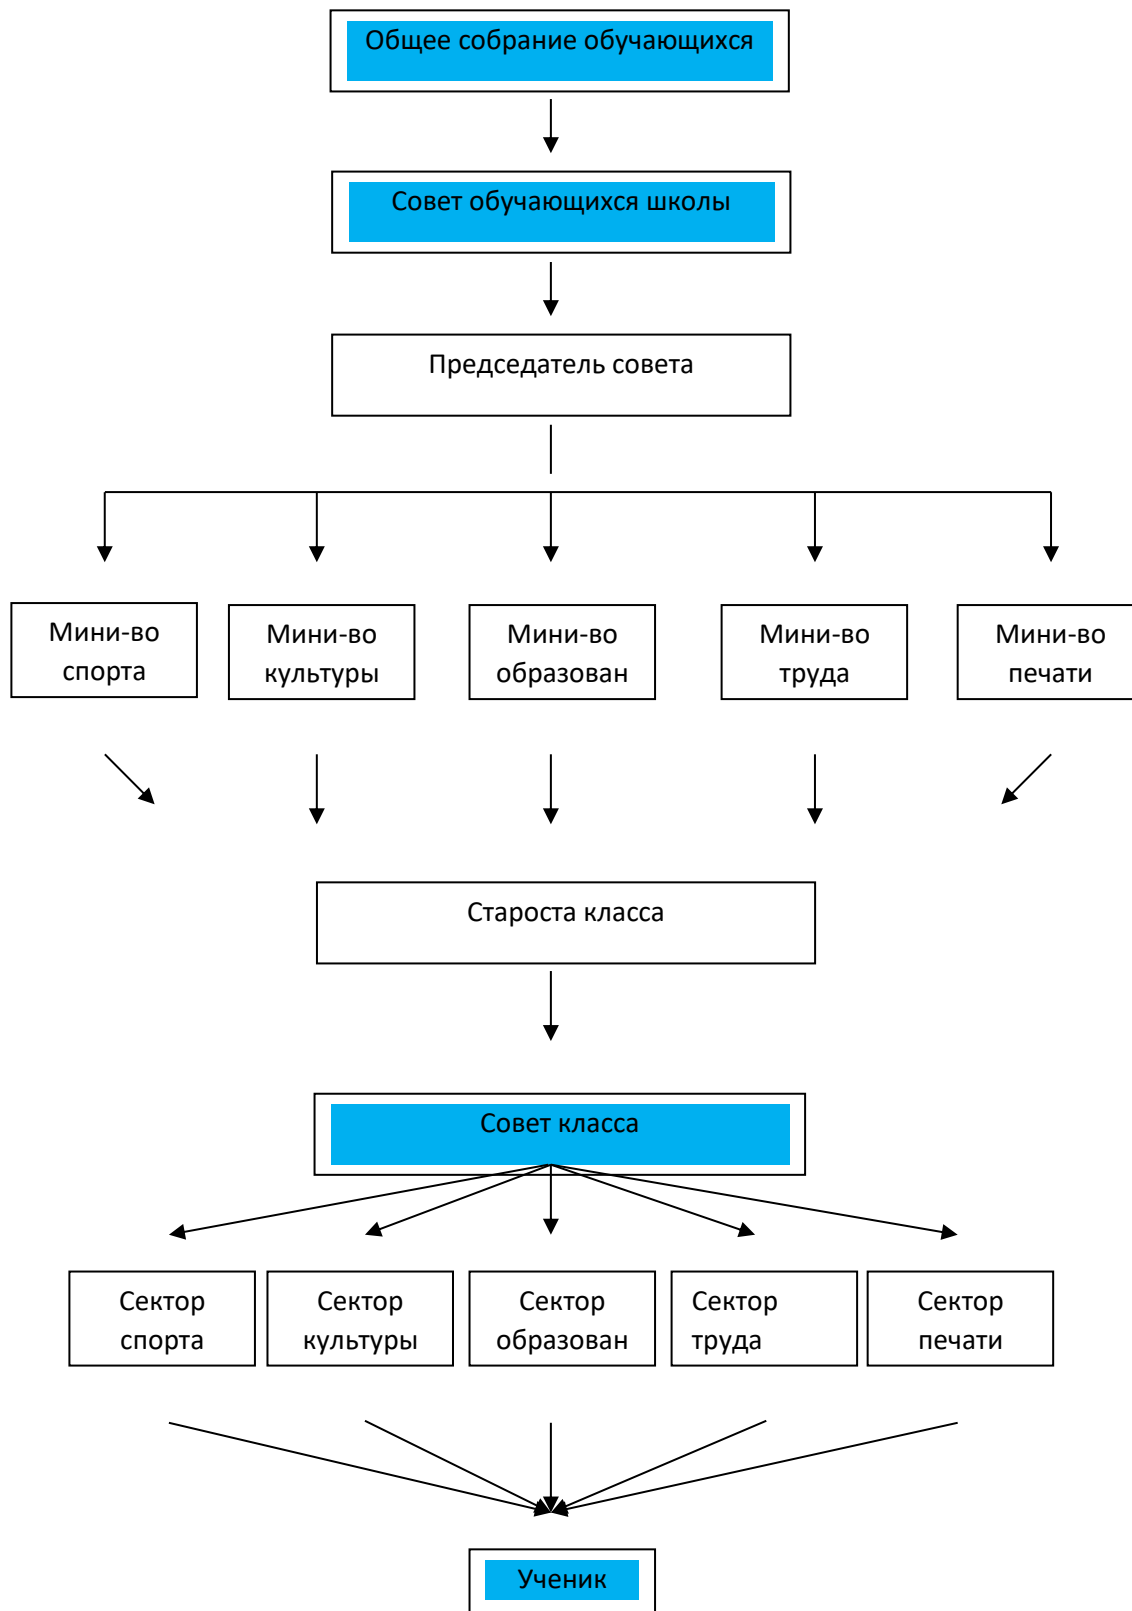 Общее собрание обучающихся
Совет обучающихся школы
Председатель совета
Мини-во
спорта
Мини-во
культуры
Мини-во
образован
Мини-во
труда
Мини-во
печати
Староста класса
Совет класса
Сектор
спорта
Сектор
культуры
Сектор
образован
Сектор
труда
Сектор
печати
Ученик